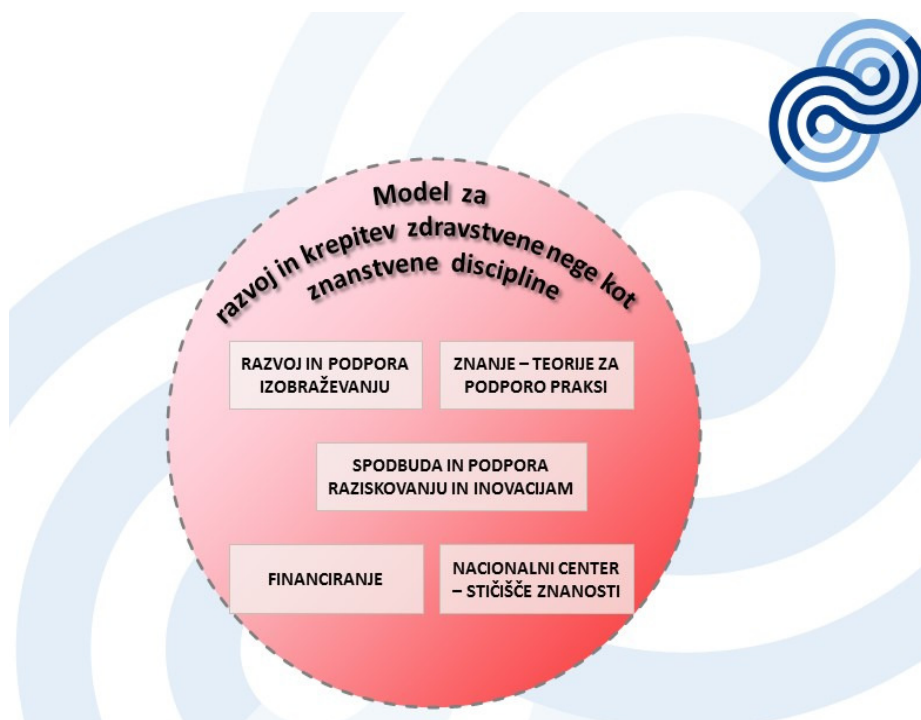 Model za
razvoj in krepitev zdravstvene nege kot
znanstvene discipline
RAZVOJ IN PODPORA
IZOBRAŽEVANJU
ZNANJE – TEORIJE ZA
PODPORO PRAKSI
SPODBUDA IN PODPORA
RAZISKOVANJU IN INOVACIJAM
FINANCIRANJE
NACIONALNI CENTER
– STIČIŠČE ZNANOSTI